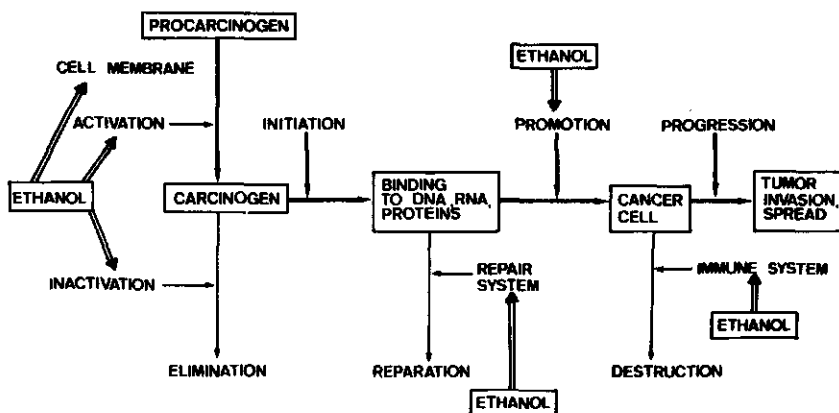 PROCARCINOGEN
CELL MEMBRANE
ETHANOL
ACTIVATION
INITIATION
PROMOTION
PROGRESSION
ETHANOL
CARCINOGEN
BINDING
TO DNA, RNA,
PROTEINS
CANCER
CELL
TUMOR
INVASION,
SPREAD
INACTIVATION
REPAIR
SYSTEM
IMMUNE SYSTEM
ETHANOL
ELIMINATION
REPARATION
DESTRUCTION
ETHANOL